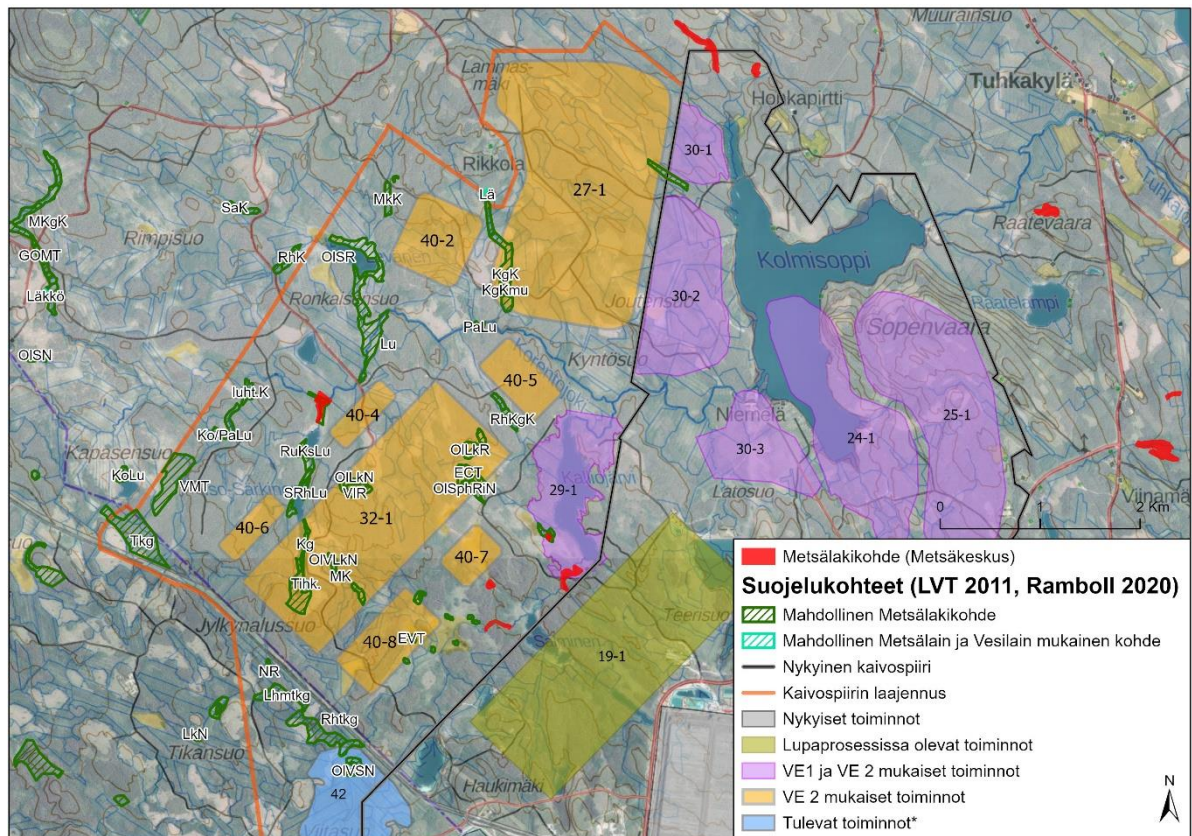 Muurainsuo
Lammas-
mäki
Tuhkakylä
Honkapirtti
30-1
Rikkola
27-1
MkK
Lä
SaK
MKgK
Rimpisuo
Raatevaara
40-2
GOMT
RhK
OlSR
Kolmisoppi
KgK
KgKmu
Läkkö
Ronkaisensuo
30-2
Joutensuo
Raatelampi
Sopenvaara
PaLu
Lu
OlSN
Kyntösuo
40-5
Iuht.K
40-4
RhKgK
Niemelä
25-1
Ko/PaLu
OlLkR
24-1
Kapasensuo
RuKsLu
30-3
KoLu
VMT
OlLkN
VIR
ECT
OlSphRiN
29-1
Latosuo
Viinamä
SRhLu
32-1
0 1 2 Km
40-6
Tkg
Kg
OlVLkN
MK
40-7
Tihk.
Teerisuo
Jylkynalussuo
40-8
EVT
19-1
NR
Lhmtkg
LkN
Rhtkg
Tikansuo
OlVSN
Haukimäki
42
Viitasuo
Metsälakikohde (Metsäkeskus)
Suojelukohteet (LVT 2011, Ramboll 2020)
Mahdollinen Metsälakikohde
Mahdollinen Metsälain ja Vesilain mukainen kohde
Nykyinen kaivospiiri
Kaivospiirin laajennus
Nykyiset toiminnot
Lupaprosessissa olevat toiminnot
VE1 ja VE 2 mukaiset toiminnot
VE 2 mukaiset toiminnot
Tulevat toiminnot*
N